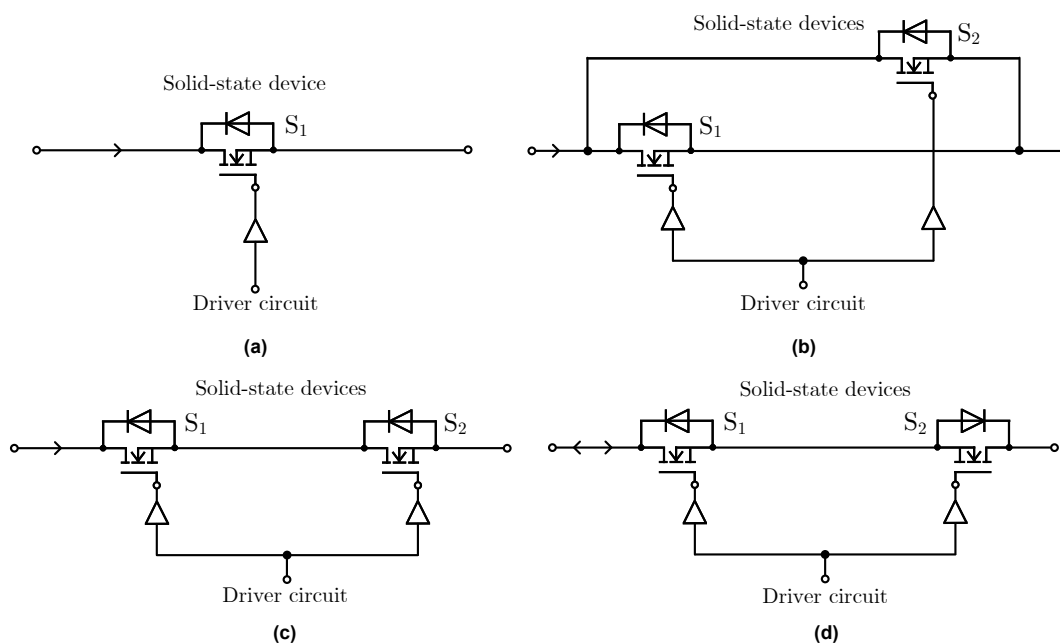 Solid-state device
S₁
Driver circuit
(a)
Solid-state devices
S₂
S₁
Driver circuit
(b)
Solid-state devices
S₁
S₂
Driver circuit
(c)
Solid-state devices
S₁
S₂
Driver circuit
(d)